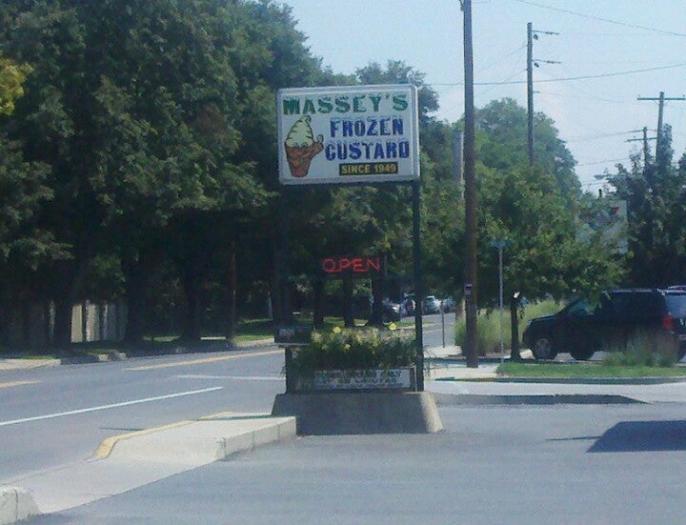 MASSEY'S
FROZEN
CUSTARD
SINCE 1949
OPEN